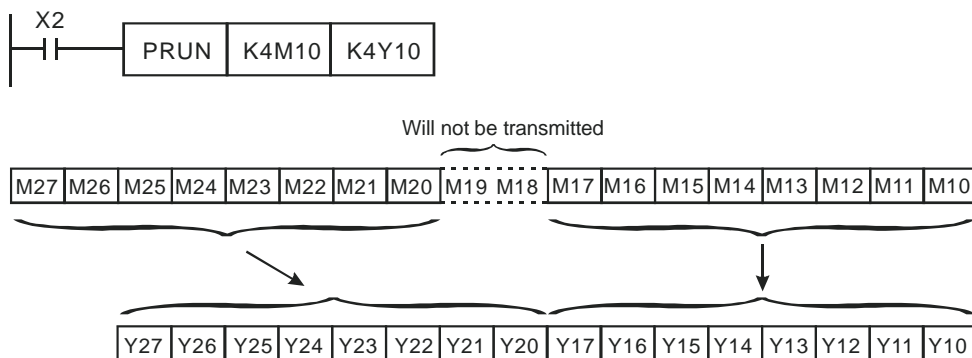 X2
PRUN K4M10 K4Y10
Will not be transmitted
M27 M26 M25 M24 M23 M22 M21 M20 M19 M18 M17 M16 M15 M14 M13 M12 M11 M10
Y27 Y26 Y25 Y24 Y23 Y22 Y21 Y20 Y17 Y16 Y15 Y14 Y13 Y12 Y11 Y10